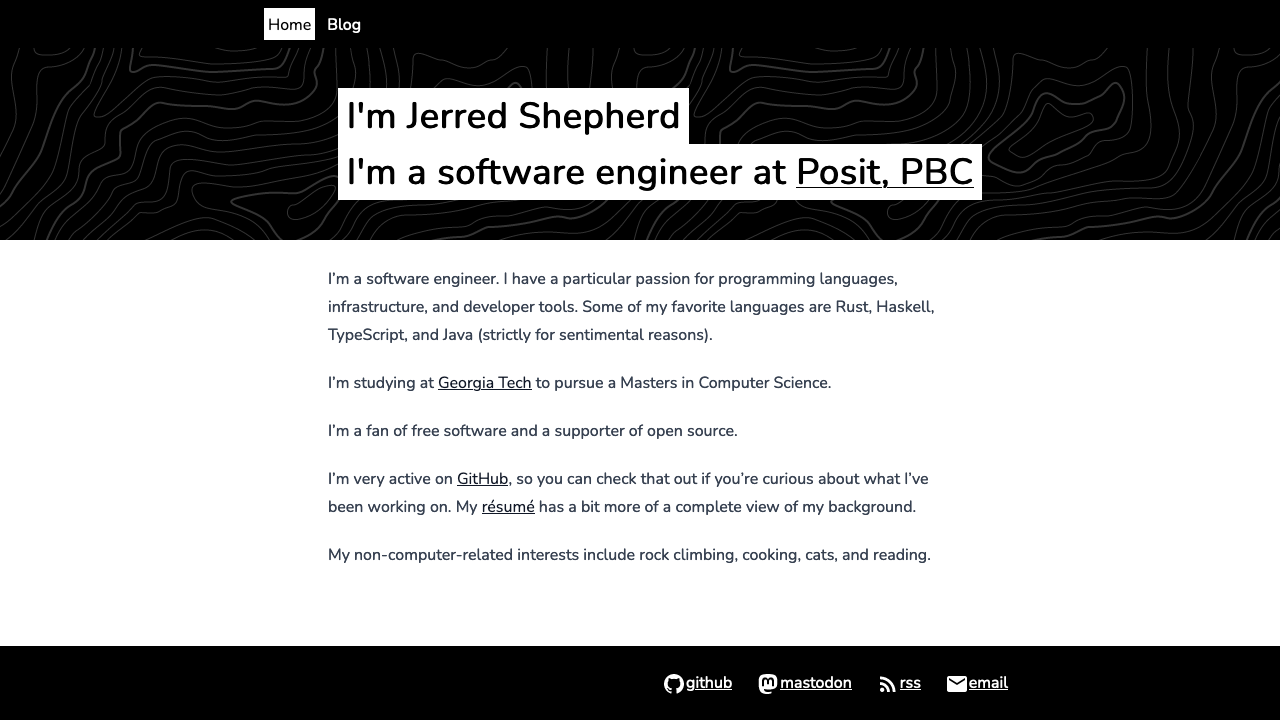 Home Blog
I'm Jerred Shepherd
I'm a software engineer at Posit, PBC
I'm a software engineer. I have a particular passion for programming languages,
infrastructure, and developer tools. Some of my favorite languages are Rust, Haskell,
TypeScript, and Java (strictly for sentimental reasons).
I'm studying at Georgia Tech to pursue a Masters in Computer Science.
I'm a fan of free software and a supporter of open source.
I'm very active on GitHub, so you can check that out if you're curious about what I've
been working on. My résumé has a bit more of a complete view of my background.
My non-computer-related interests include rock climbing, cooking, cats, and reading.
github mastodon rss email